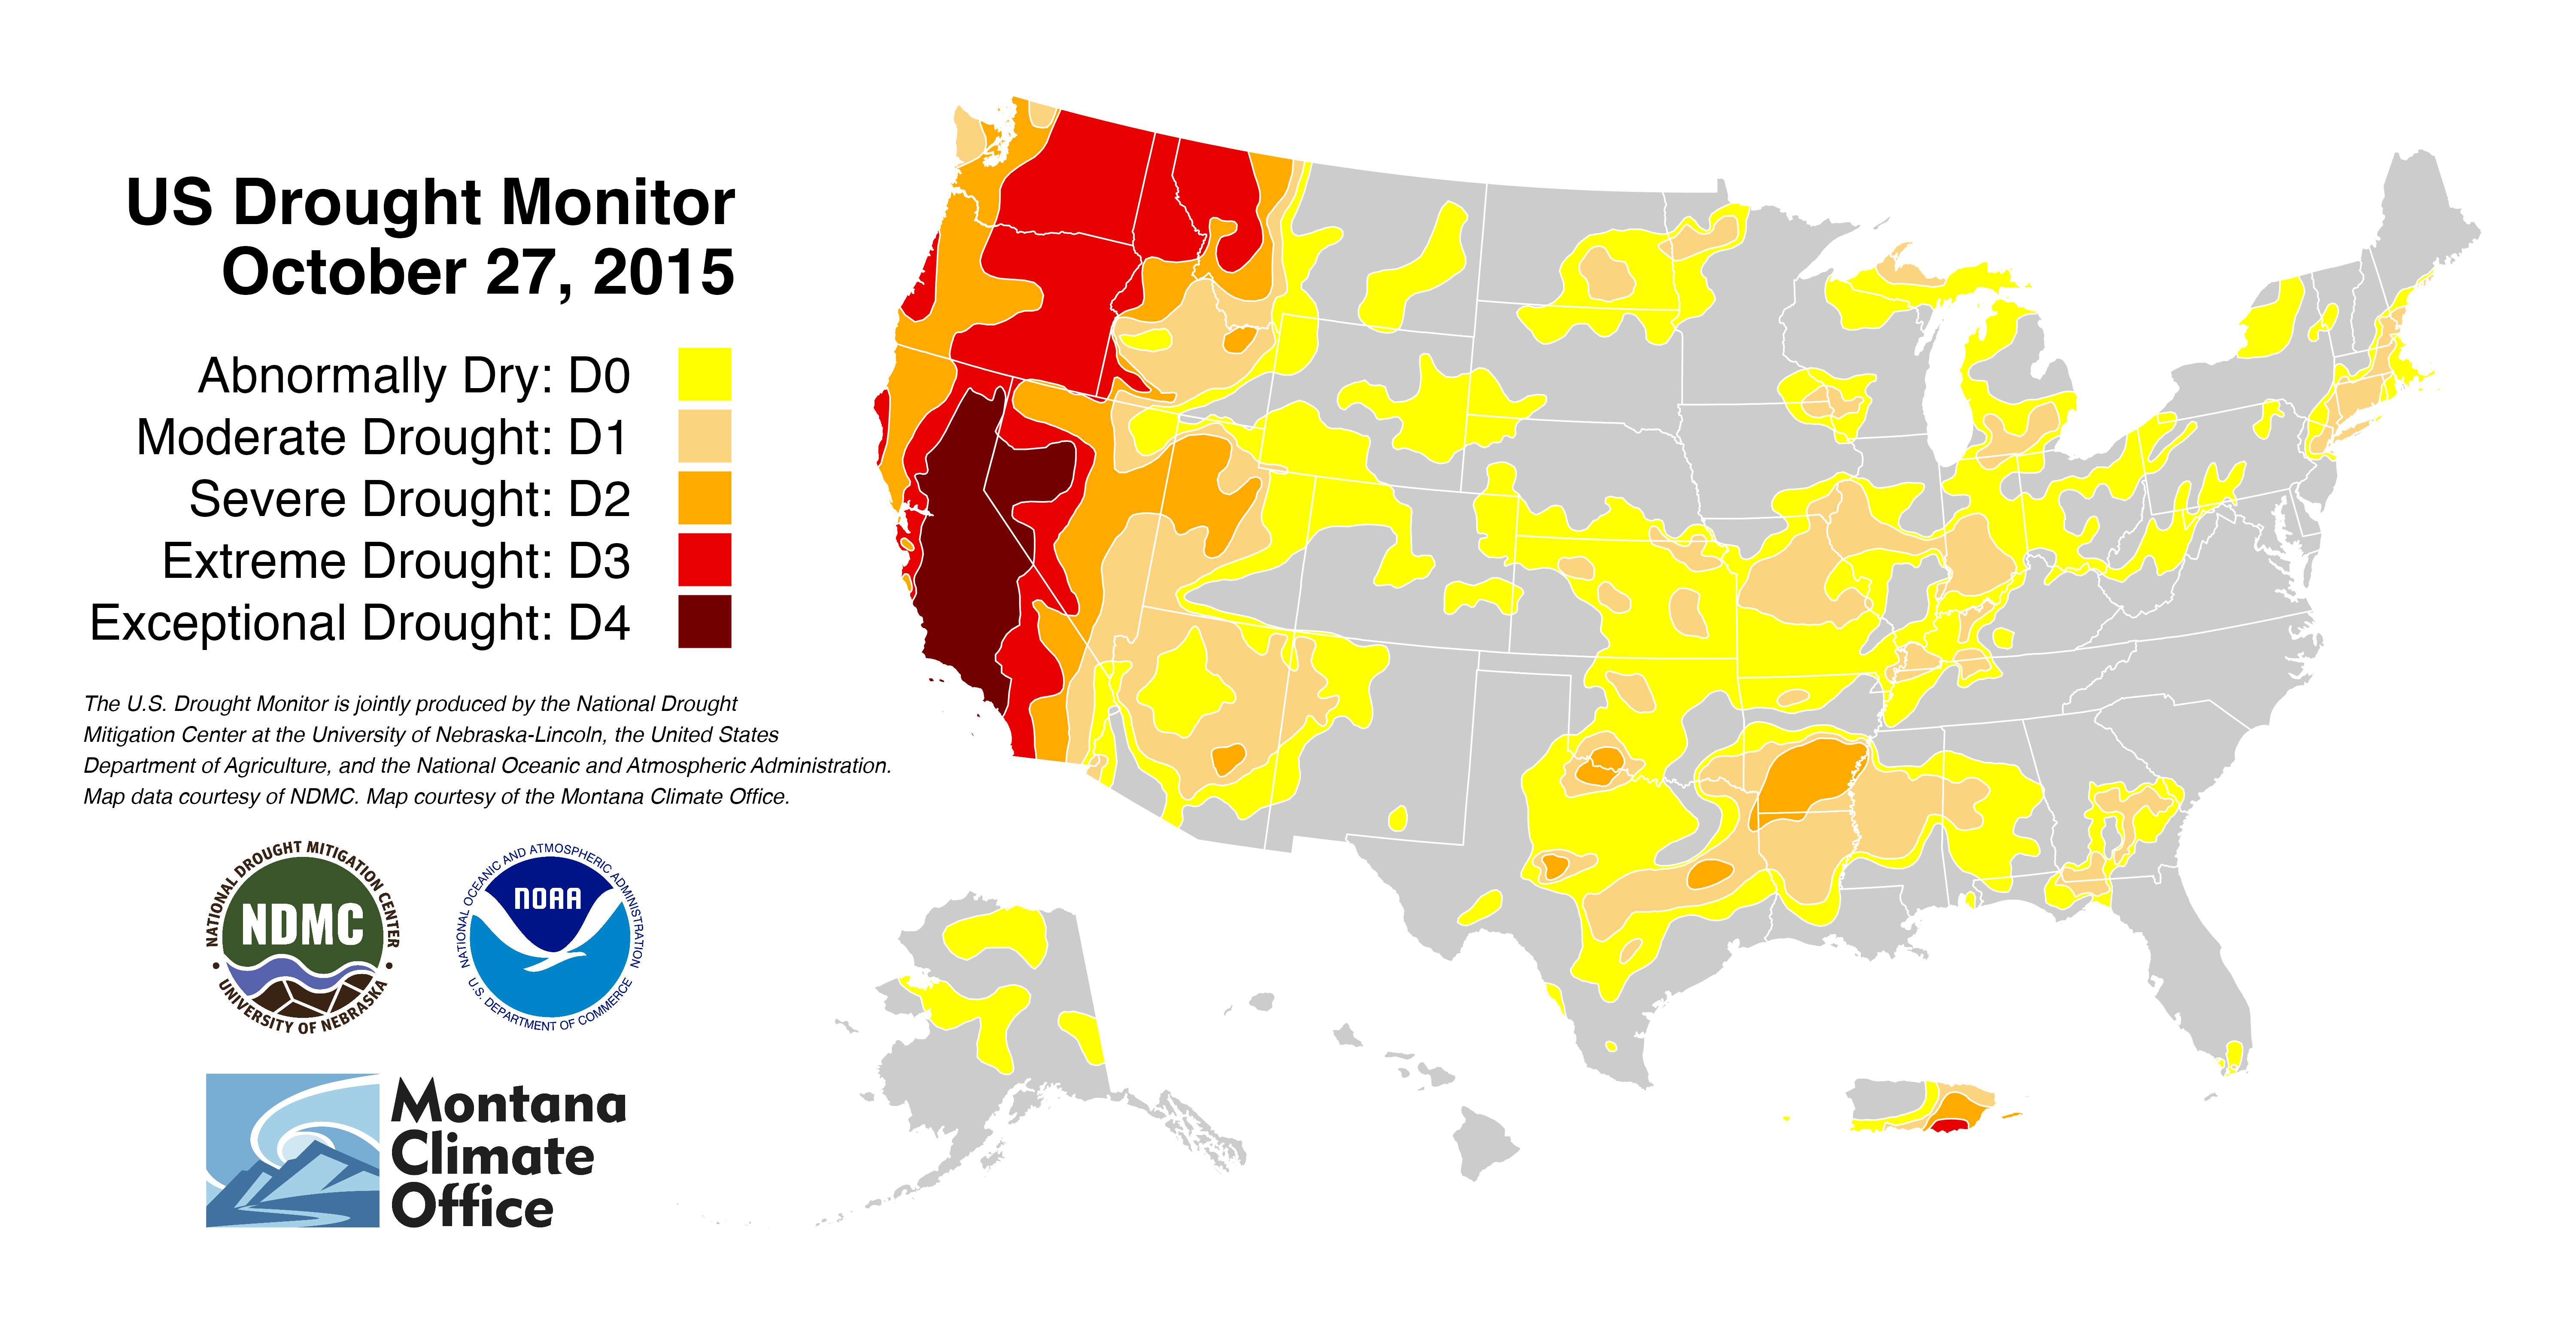 US Drought Monitor
October 27, 2015
Abnormally Dry: D0
Moderate Drought: D1
Severe Drought: D2
Extreme Drought: D3
Exceptional Drought: D4
The U.S. Drought Monitor is jointly produced by the National Drought
Mitigation Center at the University of Nebraska-Lincoln, the United States
Department of Agriculture, and the National Oceanic and Atmospheric Administration.
Map data courtesy of NDMC. Map courtesy of the Montana Climate Office.
NATIONAL DROUGHT MITIGATION CENTER
NDMC
UNIVERSITY OF NEBRASKA
NATIONAL OCEANIC AND ATMOSPHERIC ADMINISTRATION
NOAA
U.S. DEPARTMENT OF COMMERCE
Montana
Climate
Office